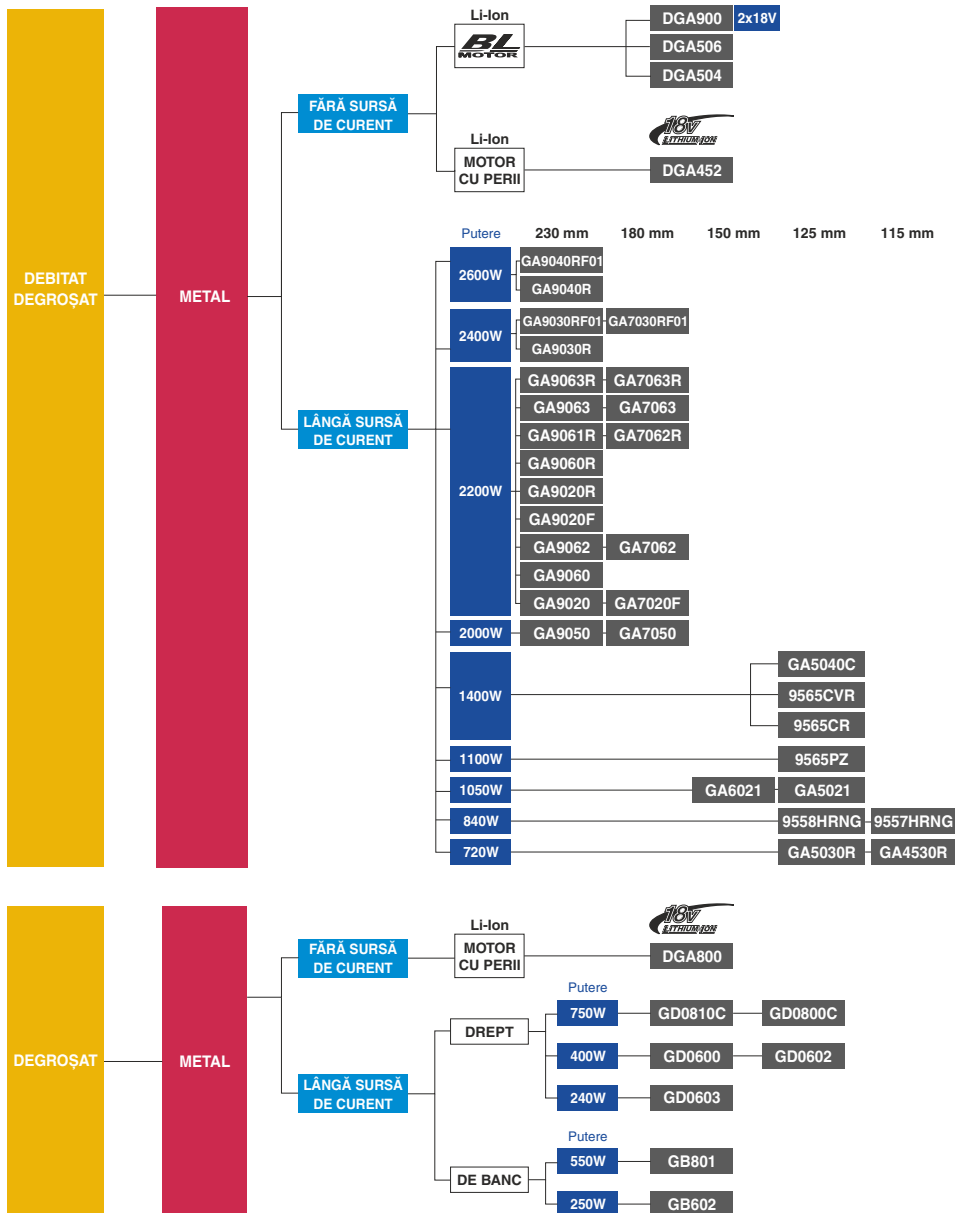 Li-Ion
BL
MOTOR
DGA900 2x18V
DGA506
DGA504
FĂRĂ SURSĂ
DE CURENT
18V
LITHIUM-ION
Li-Ion
MOTOR
CU PERII
DGA452
Putere 230 mm 180 mm 150 mm 125 mm 115 mm
DEBITAT
DEGROȘAT
METAL
2600W
GA9040RF01
GA9040R
2400W
GA9030RF01 GA7030RF01
GA9030R
LÂNGĂ SURSĂ
DE CURENT
2200W
GA9063R GA7063R
GA9063 GA7063
GA9061R GA7062R
GA9060R
GA9020R
GA9020F
GA9062 GA7062
GA9060
GA9020 GA7020F
2000W GA9050 GA7050
1400W
GA5040C
9565CVR
9565CR
1100W 9565PZ
1050W GA6021 GA5021
840W 9558HRNG 9557HRNG
720W GA5030R GA4530R
DEGROȘAT
METAL
FĂRĂ SURSĂ
DE CURENT
Li-Ion
MOTOR
CU PERII
18V
LITHIUM-ION
DGA800
LÂNGĂ SURSĂ
DE CURENT
DREPT
Putere
750W GD0810C GD0800C
400W GD0600 GD0602
240W GD0603
DE BANC
Putere
550W GB801
250W GB602